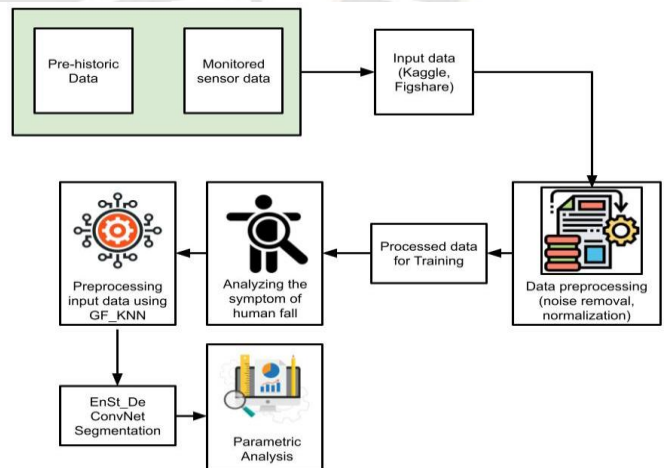 Pre-historic
Data
Monitored
sensor data
Input data
(Kaggle,
Figshare)
Data preprocessing
(noise removal,
normalization)
Processed data
for Training
Analyzing the
symptom of
human fall
Preprocessing
input data using
GF_KNN
EnSt_De
ConvNet
Segmentation
Parametric
Analysis